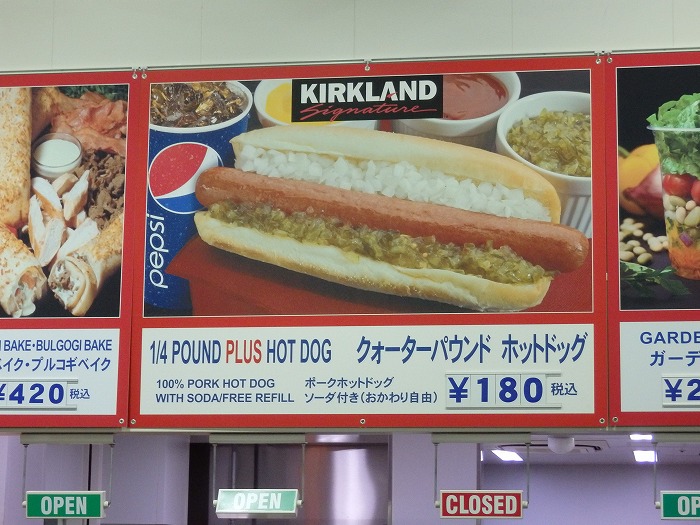 KIRKLAND
Signature
pepsi
BAKE・BULGOGI BAKE
ベイク・プルコギベイク
¥420 税込
1/4 POUND PLUS HOT DOG クォーターパウンド ホットドッグ
100% PORK HOT DOG
WITH SODA/FREE REFILL
ポークホットドッグ
ソーダ付き(おかわり自由)
¥180 税込
GARDE
ガーデ
¥2
OPEN
OPEN
CLOSED
OP